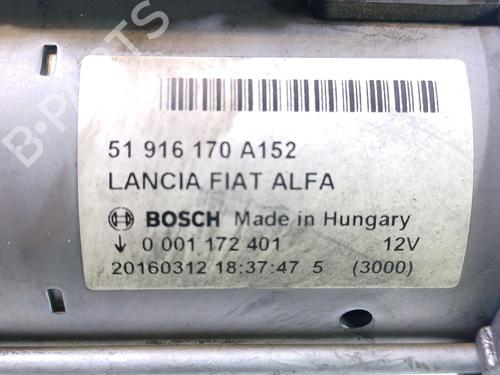 51 916 170 A152
LANCIA FIAT ALFA
BOSCH Made in Hungary
↓ 0 001 172 401 12V
20160312 18:37:47 5 (3000)
B-PARTS